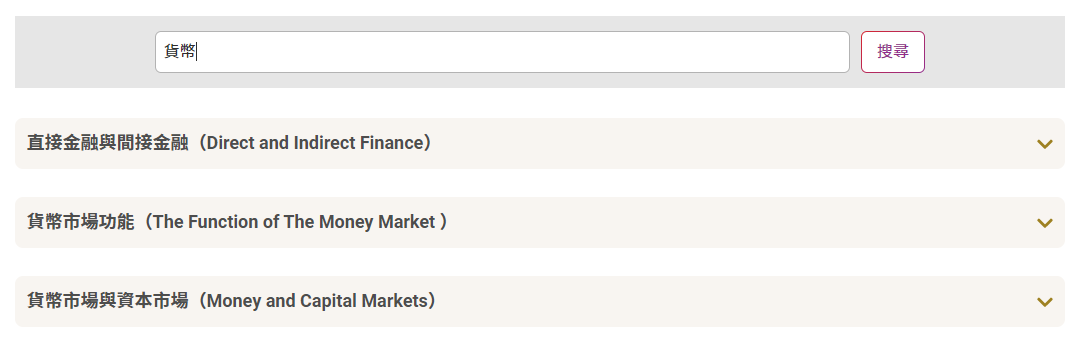 貨幣
搜尋
直接金融與間接金融（Direct and Indirect Finance）
貨幣市場功能（The Function of The Money Market ）
貨幣市場與資本市場（Money and Capital Markets）